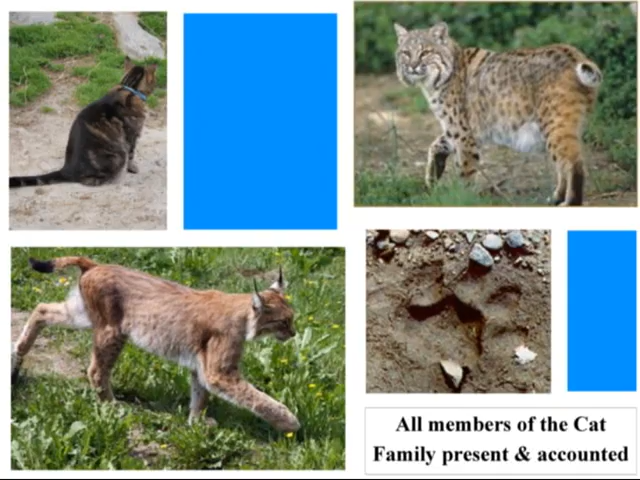 All members of the Cat
Family present & accounted